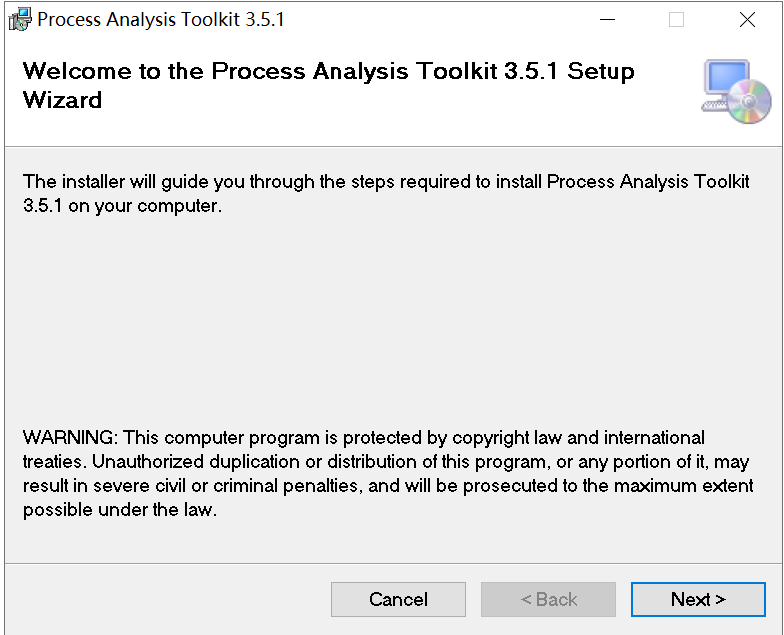 Process Analysis Toolkit 3.5.1
Welcome to the Process Analysis Toolkit 3.5.1 Setup
Wizard
The installer will guide you through the steps required to install Process Analysis Toolkit
3.5.1 on your computer.
WARNING: This computer program is protected by copyright law and international
treaties. Unauthorized duplication or distribution of this program, or any portion of it, may
result in severe civil or criminal penalties, and will be prosecuted to the maximum extent
possible under the law.
Cancel
< Back
Next >